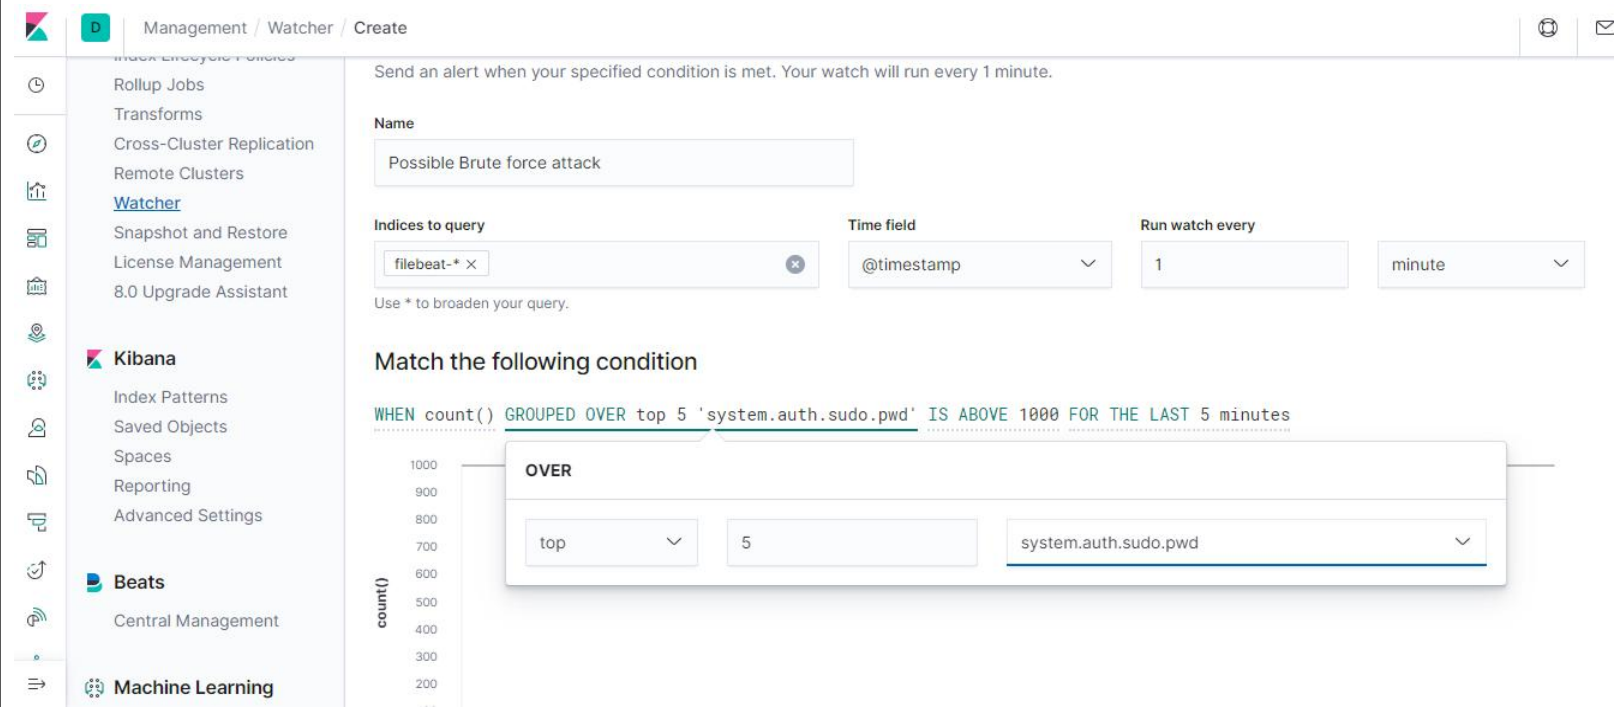 D Management / Watcher / Create
Index Lifecycle Policies
Rollup Jobs
Transforms
Cross-Cluster Replication
Remote Clusters
Watcher
Snapshot and Restore
License Management
8.0 Upgrade Assistant
Kibana
Index Patterns
Saved Objects
Spaces
Reporting
Advanced Settings
Beats
Central Management
Machine Learning
Send an alert when your specified condition is met. Your watch will run every 1 minute.
Name
Possible Brute force attack
Indices to query
filebeat-* ×
Use * to broaden your query.
Time field
@timestamp
Run watch every
1
minute
Match the following condition
WHEN count() GROUPED OVER top 5 'system.auth.sudo.pwd' IS ABOVE 1000 FOR THE LAST 5 minutes
OVER
top
5
system.auth.sudo.pwd
count()
1000
900
800
700
600
500
400
300
200